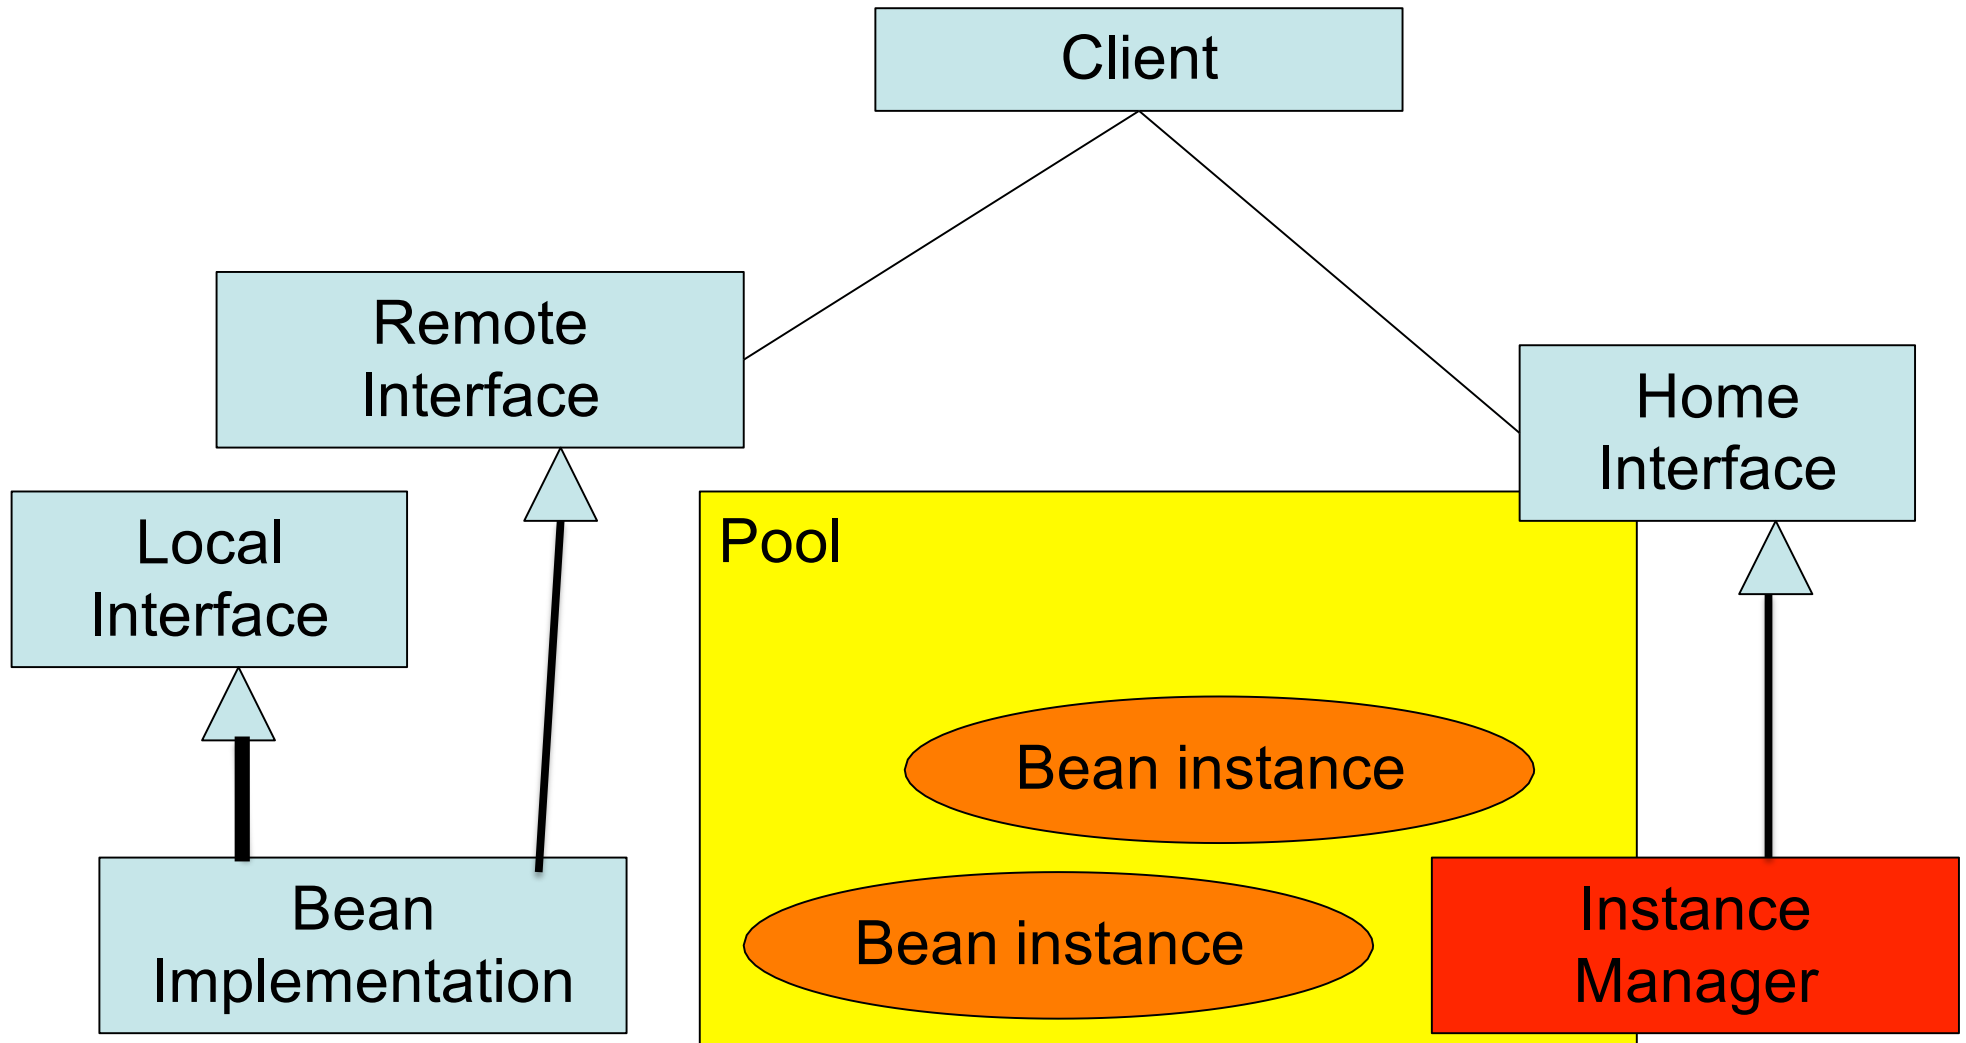 Client
Remote
Interface
Home
Interface
Local
Interface
Pool
Bean instance
Bean instance
Bean
Implementation
Instance
Manager